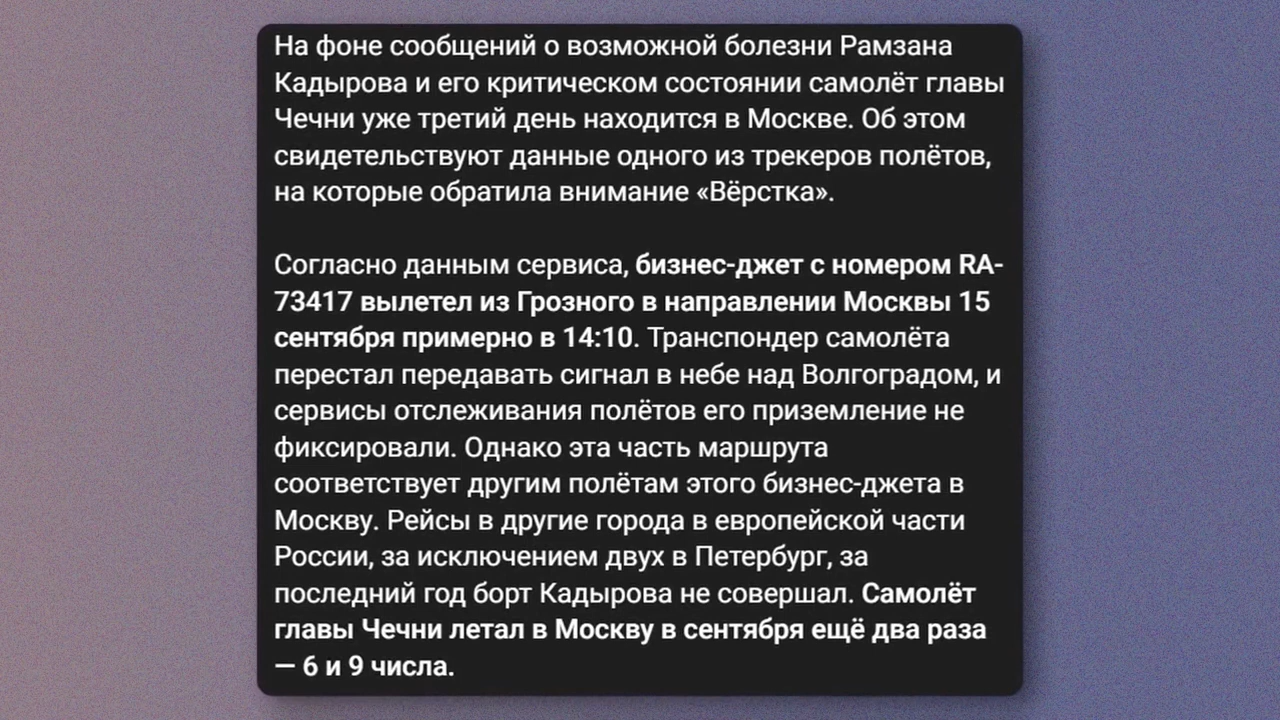 На фоне сообщений о возможной болезни Рамзана
Кадырова и его критическом состоянии самолёт главы
Чечни уже третий день находится в Москве. Об этом
свидетельствуют данные одного из трекеров полётов,
на которые обратила внимание «Вёрстка».
Согласно данным сервиса, бизнес-джет с номером RA-
73417 вылетел из Грозного в направлении Москвы 15
сентября примерно в 14:10. Транспондер самолёта
перестал передавать сигнал в небе над Волгоградом, и
сервисы отслеживания полётов его приземление не
фиксировали. Однако эта часть маршрута
соответствует другим полётам этого бизнес-джета в
Москву. Рейсы в другие города в европейской части
России, за исключением двух в Петербург, за
последний год борт Кадырова не совершал. Самолёт
главы Чечни летал в Москву в сентября ещё два раза
— 6 и 9 числа.